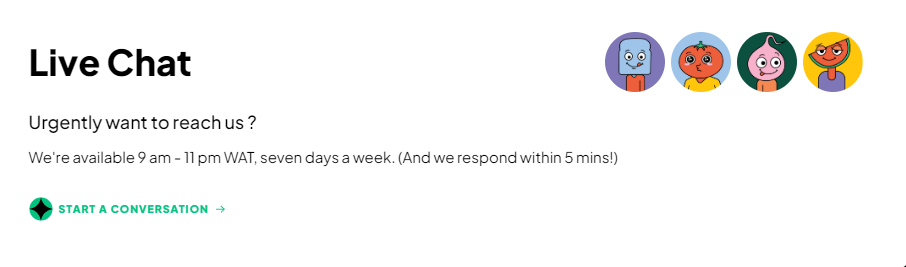 Live Chat
Urgently want to reach us ?
We're available 9 am - 11 pm WAT, seven days a week. (And we respond within 5 mins!)
START A CONVERSATION →